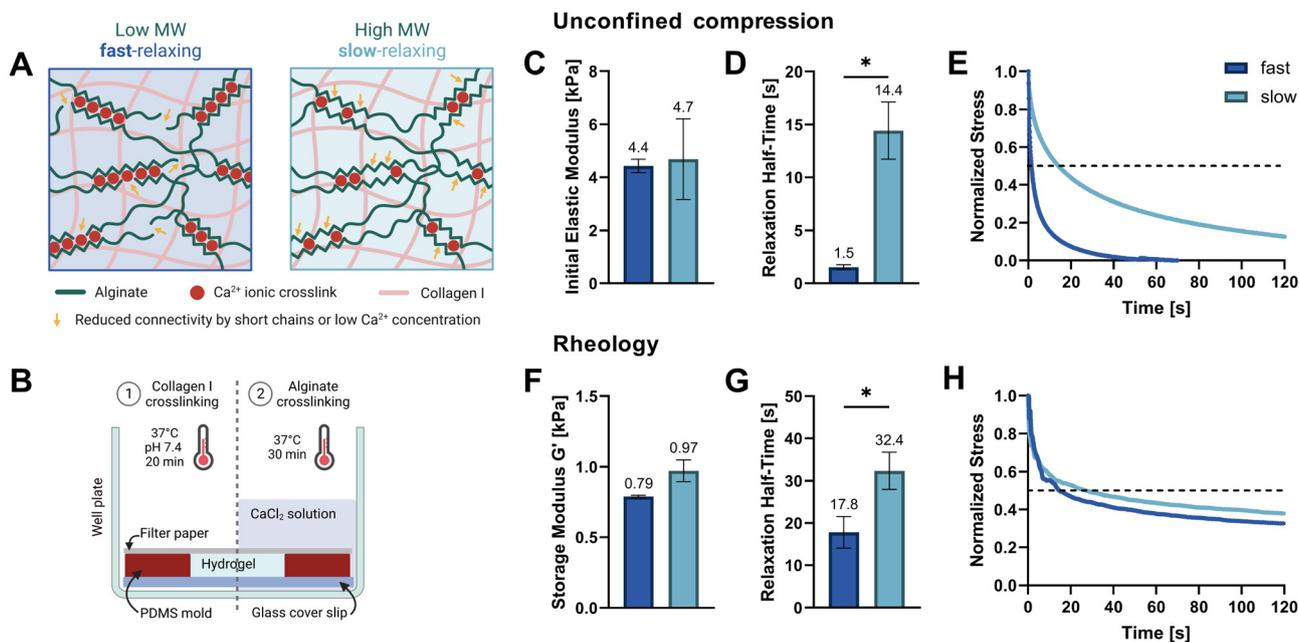 Unconfined compression
A
Low MW
fast-relaxing
High MW
slow-relaxing
Alginate
Ca²⁺ ionic crosslink
Collagen I
Reduced connectivity by short chains or low Ca²⁺ concentration
B
1
Collagen I
crosslinking
37°C
pH 7.4
20 min
2
Alginate
crosslinking
37°C
30 min
Well plate
CaCl₂ solution
Filter paper
Hydrogel
PDMS mold
Glass cover slip
C
Initial Elastic Modulus [kPa]
8
6
4
2
0
4.4
4.7
D
Relaxation Half-Time [s]
20
15
10
5
0
*
1.5
14.4
E
fast
slow
Normalized Stress
1.0
0.8
0.6
0.4
0.2
0.0
0 20 40 60 80 100 120
Time [s]
Rheology
F
Storage Modulus G' [kPa]
1.5
1.0
0.5
0.0
0.79
0.97
G
Relaxation Half-Time [s]
50
40
30
20
10
0
*
17.8
32.4
H
Normalized Stress
1.0
0.8
0.6
0.4
0.2
0.0
0 20 40 60 80 100 120
Time [s]